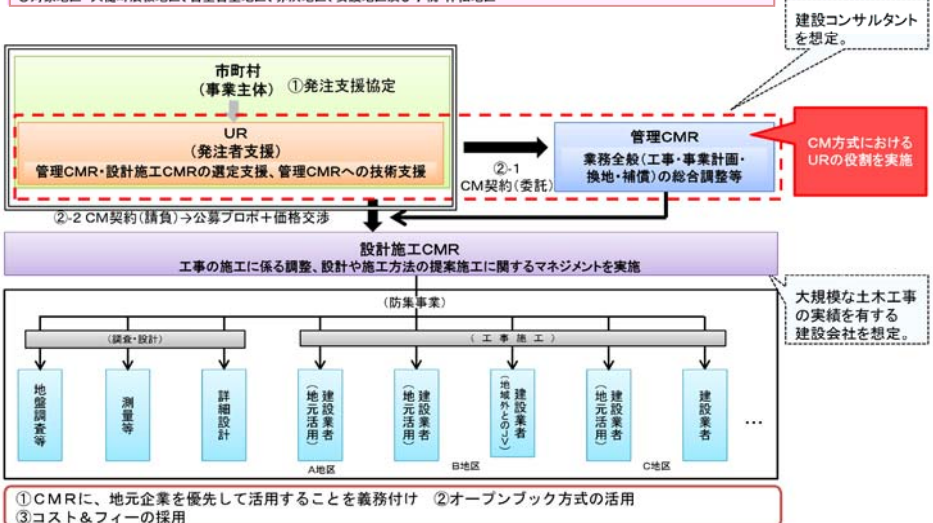 建設コンサルタント
を想定。
市町村
(事業主体) ①発注支援協定
UR
(発注者支援)
管理CMR・設計施工CMRの選定支援、管理CMRへの技術支援
②-1
CM契約(委託)
管理CMR
業務全般(工事・事業計画・
換地・補償)の総合調整等
CM方式における
URの役割を実施
②-2 CM契約(請負)→公募プロポ+価格交渉
設計施工CMR
工事の施工に係る調整、設計や施工方法の提案施工に関するマネジメントを実施
大規模な土木工事
の実績を有する
建設会社を想定。
(防集事業)
(調査・設計)
(工事施工)
地盤調査等
測量等
詳細設計
建設業者
(地元活用)
建設業者
(地元活用)
建設業者
(地域外とのJV)
建設業者
(地元活用)
建設業者
…
A地区
B地区
C地区
①CMRに、地元企業を優先して活用することを義務付け ②オープンブック方式の活用
③コスト&フィーの採用